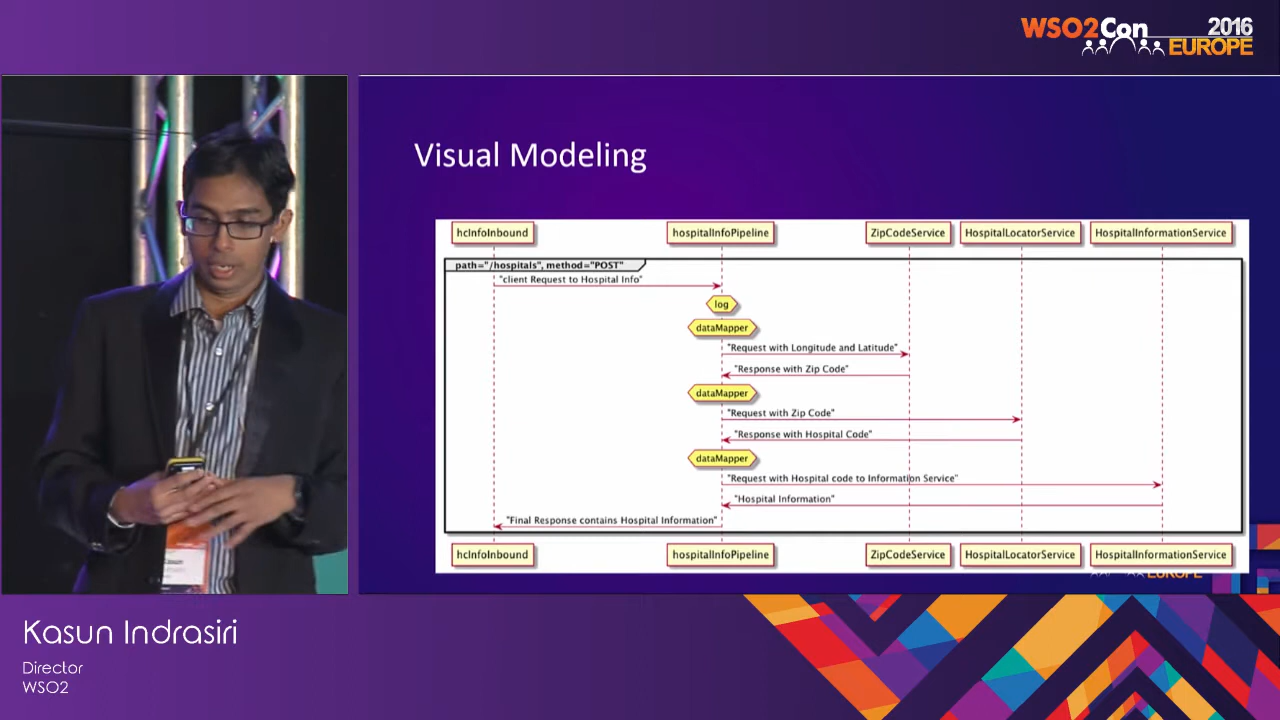 WSO2Con 2016
EUROPE
Visual Modeling
hcInfoInbound hospitalInfoPipeline ZipCodeService HospitalLocatorService HospitalInformationService
path="/hospitals", method="POST"
"client Request to Hospital Info"
log
dataMapper
"Request with Longitude and Latitude"
"Response with Zip Code"
dataMapper
"Request with Zip Code"
"Response with Hospital Code"
dataMapper
"Request with Hospital code to Information Service"
"Hospital Information"
"Final Response contains Hospital Information"
hcInfoInbound hospitalInfoPipeline ZipCodeService HospitalLocatorService HospitalInformationService
EUROPE
Kasun Indrasiri
Director
WSO2